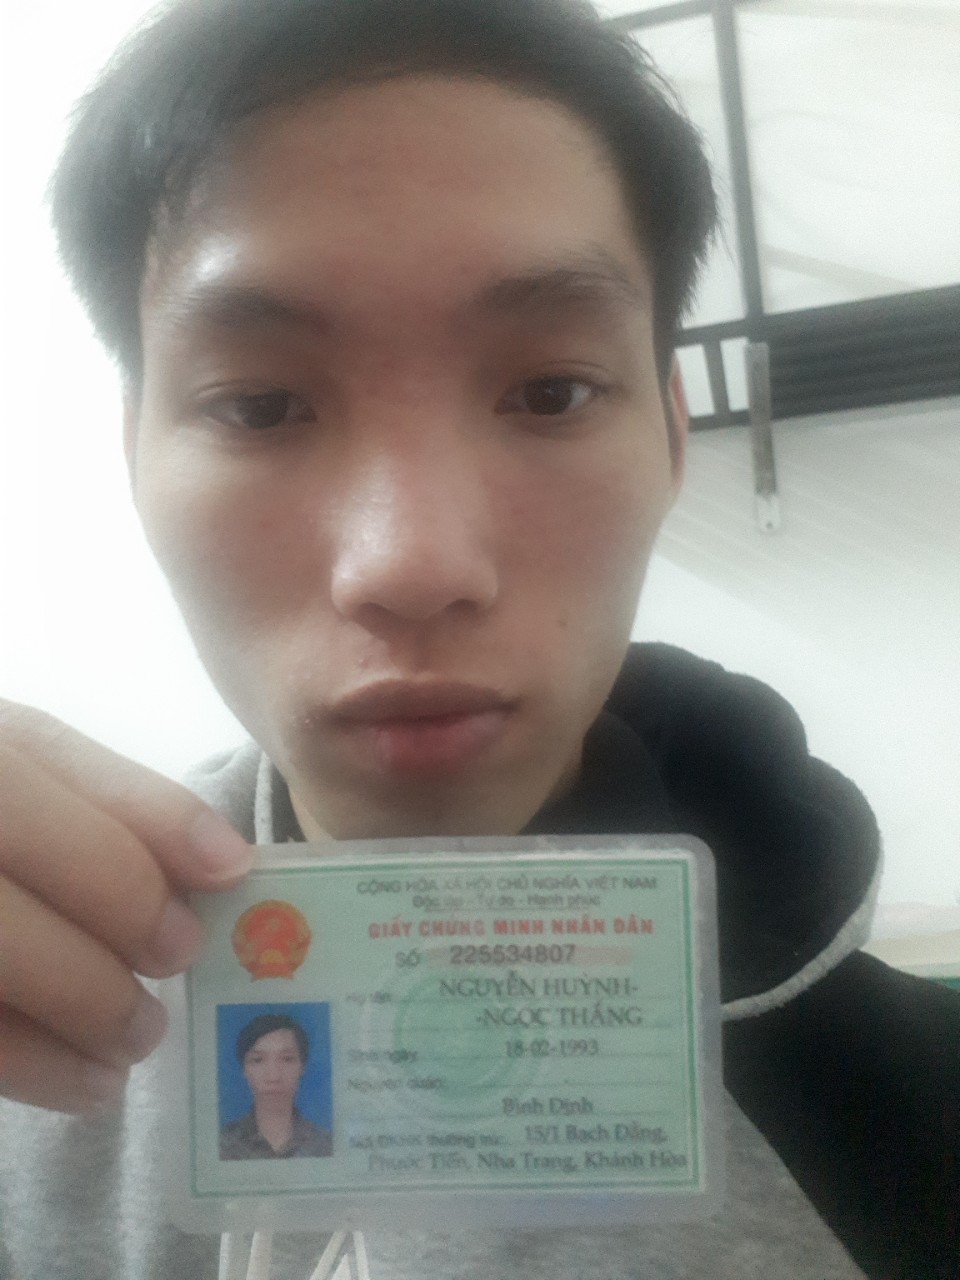 CỘNG HÒA XÃ HỘI CHỦ NGHĨA VIỆT NAM
Độc lập - Tự do - Hạnh phúc
GIẤY CHỨNG MINH NHÂN DÂN
SỐ 225534807
Họ tên: NGUYỄN HUỲNH-
-NGỌC THẮNG
Sinh ngày: 18-02-1993
Nguyên quán:
Bình Định
Nơi ĐKHK thường trú: 15/1 Bạch Đằng,
Phước Tiến, Nha Trang, Khánh Hòa